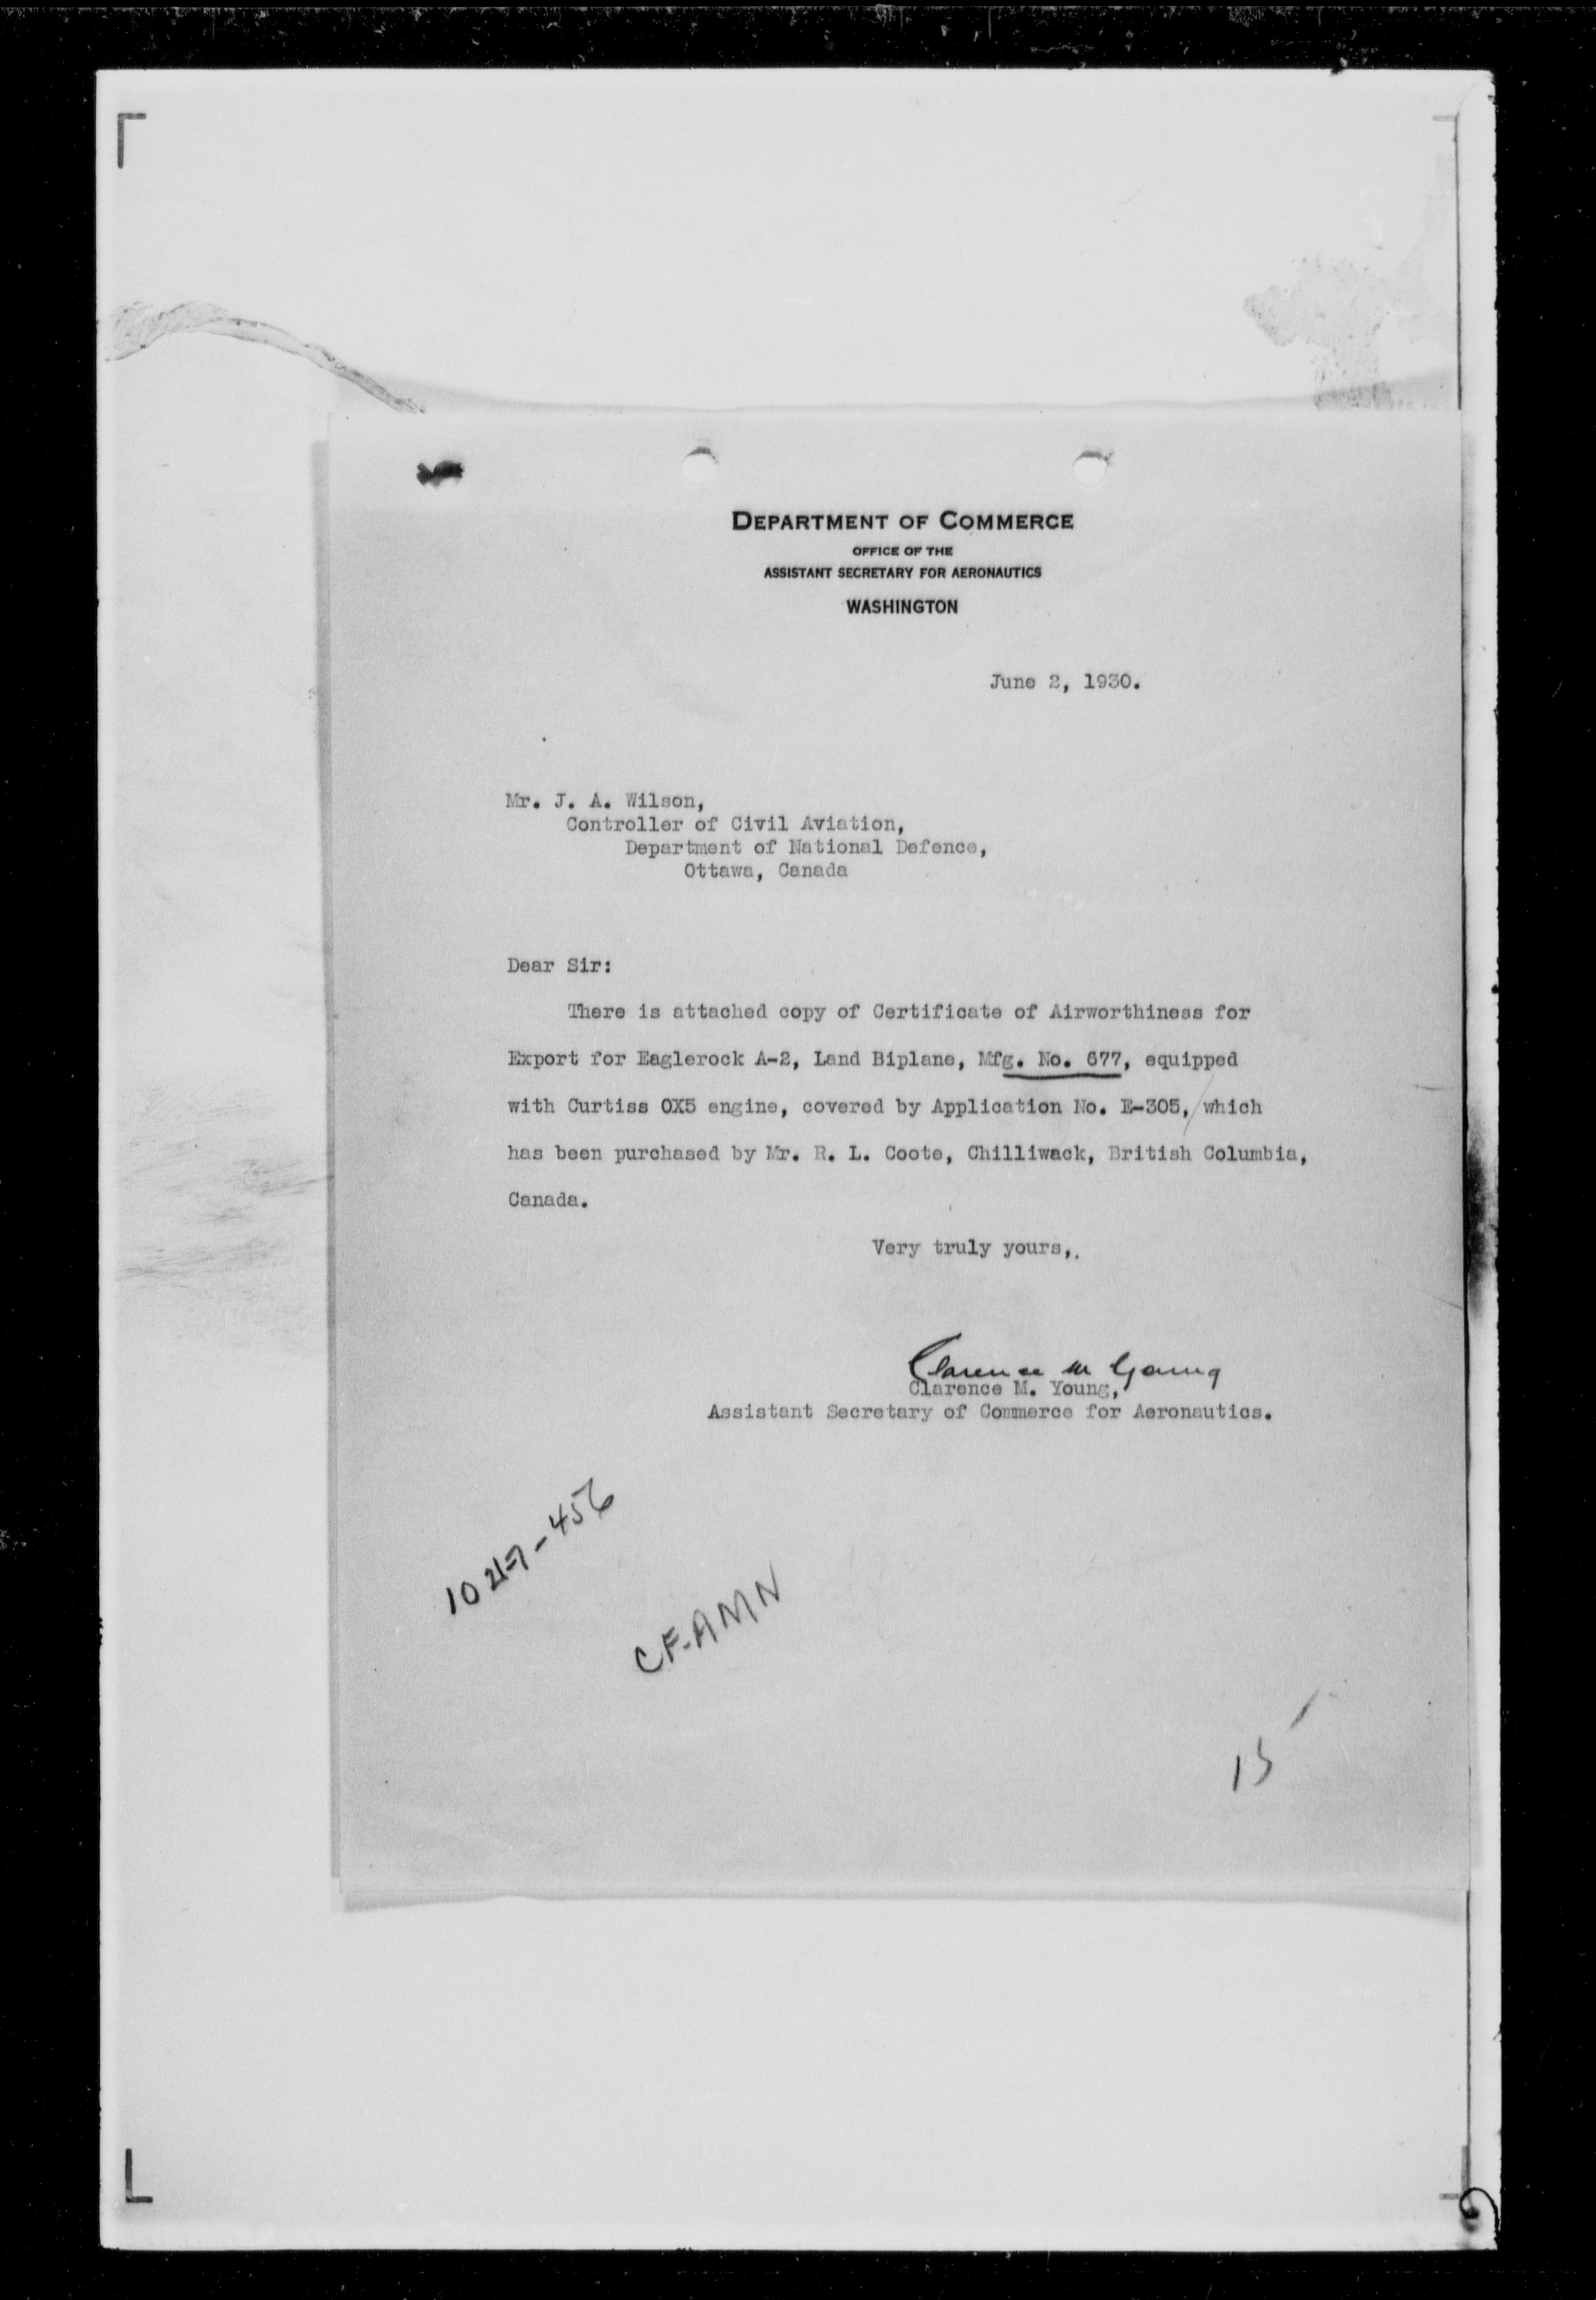 DEPARTMENT OF COMMERCE
OFFICE OF THE
ASSISTANT SECRETARY FOR AERONAUTICS
WASHINGTON
June 2, 1930.
Mr. J. A. Wilson,
Controller of Civil Aviation,
Department of National Defence,
Ottawa, Canada
Dear Sir:
There is attached copy of Certificate of Airworthiness for
Export for Eaglerock A-2, Land Biplane, Mfg. No. 677, equipped
with Curtiss OX5 engine, covered by Application No. E-305, which
has been purchased by Mr. R. L. Coote, Chilliwack, British Columbia,
Canada.
Very truly yours,.
Clarence M Young
Clarence M. Young,
Assistant Secretary of Commerce for Aeronautics.
CF-AMN
15